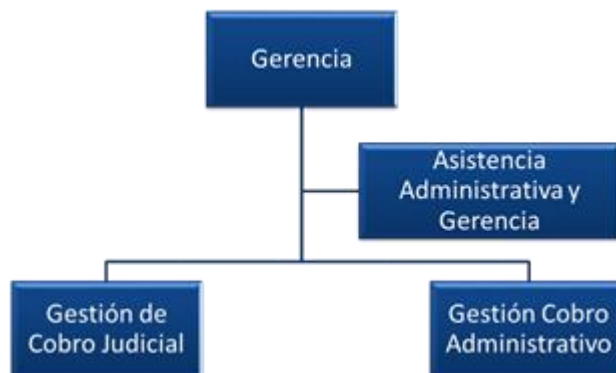 Gerencia
Asistencia
Administrativa y
Gerencia
Gestión de
Cobro Judicial
Gestión Cobro
Administrativo